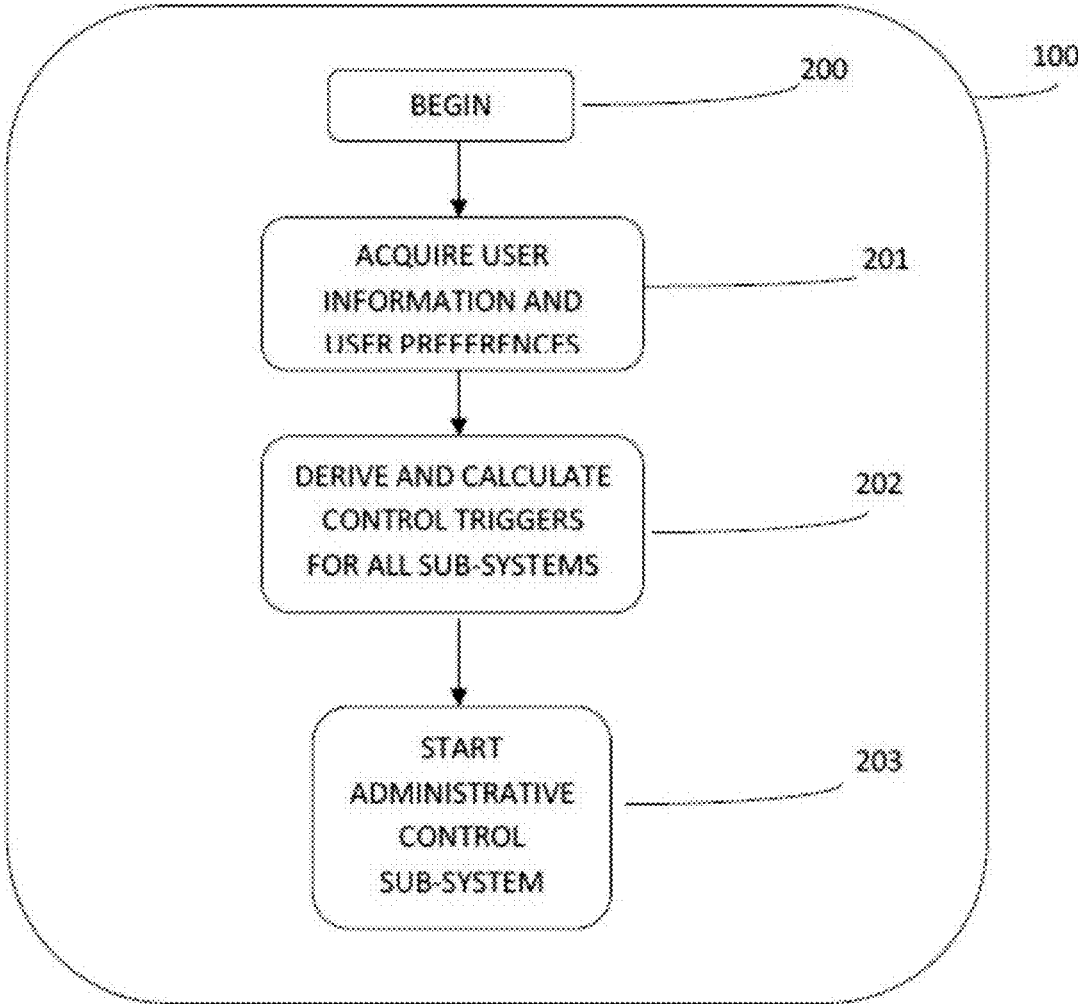 100
200
BEGIN
201
ACQUIRE USER
INFORMATION AND
USER PREFERENCES
202
DERIVE AND CALCULATE
CONTROL TRIGGERS
FOR ALL SUB-SYSTEMS
203
START
ADMINISTRATIVE
CONTROL
SUB-SYSTEM